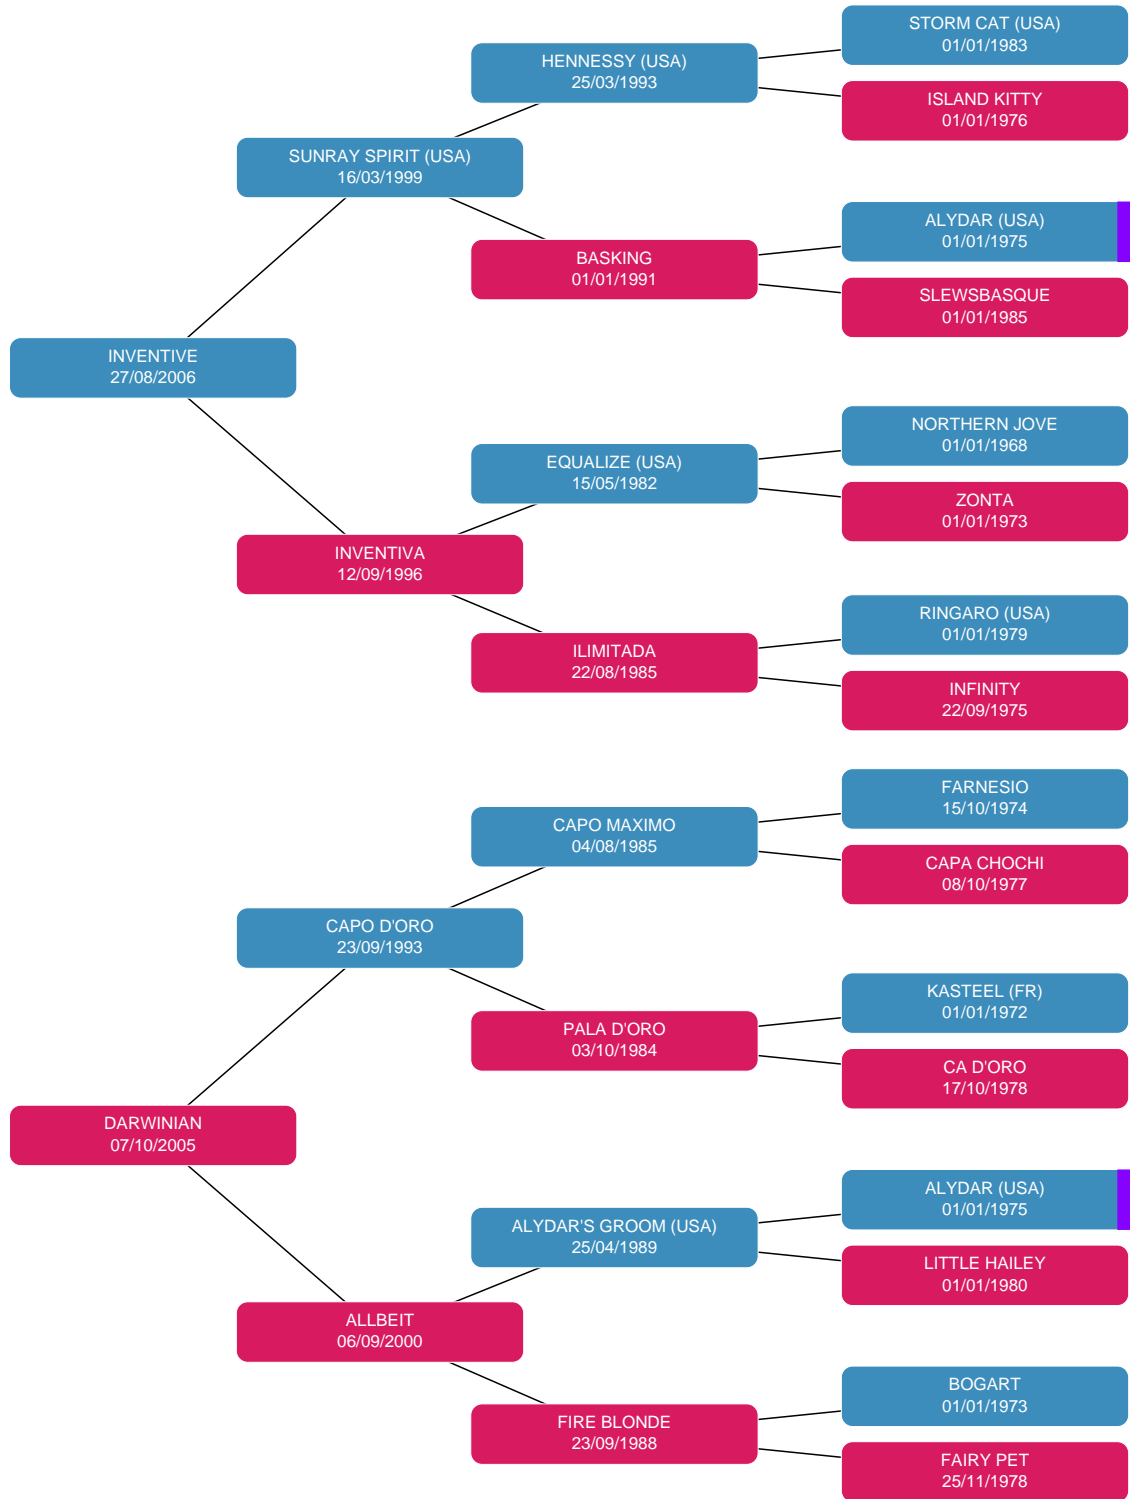 STORM CAT (USA)
01/01/1983
HENNESSY (USA)
25/03/1993
ISLAND KITTY
01/01/1976
SUNRAY SPIRIT (USA)
16/03/1999
ALYDAR (USA)
01/01/1975
BASKING
01/01/1991
SLEWSBASQUE
01/01/1985
INVENTIVE
27/08/2006
NORTHERN JOVE
01/01/1968
EQUALIZE (USA)
15/05/1982
ZONTA
01/01/1973
INVENTIVA
12/09/1996
RINGARO (USA)
01/01/1979
ILIMITADA
22/08/1985
INFINITY
22/09/1975
FARNESIO
15/10/1974
CAPO MAXIMO
04/08/1985
CAPA CHOCHI
08/10/1977
CAPO D'ORO
23/09/1993
KASTEEL (FR)
01/01/1972
PALA D'ORO
03/10/1984
CA D'ORO
17/10/1978
DARWINIAN
07/10/2005
ALYDAR (USA)
01/01/1975
ALYDAR'S GROOM (USA)
25/04/1989
LITTLE HAILEY
01/01/1980
ALLBEIT
06/09/2000
BOGART
01/01/1973
FIRE BLONDE
23/09/1988
FAIRY PET
25/11/1978